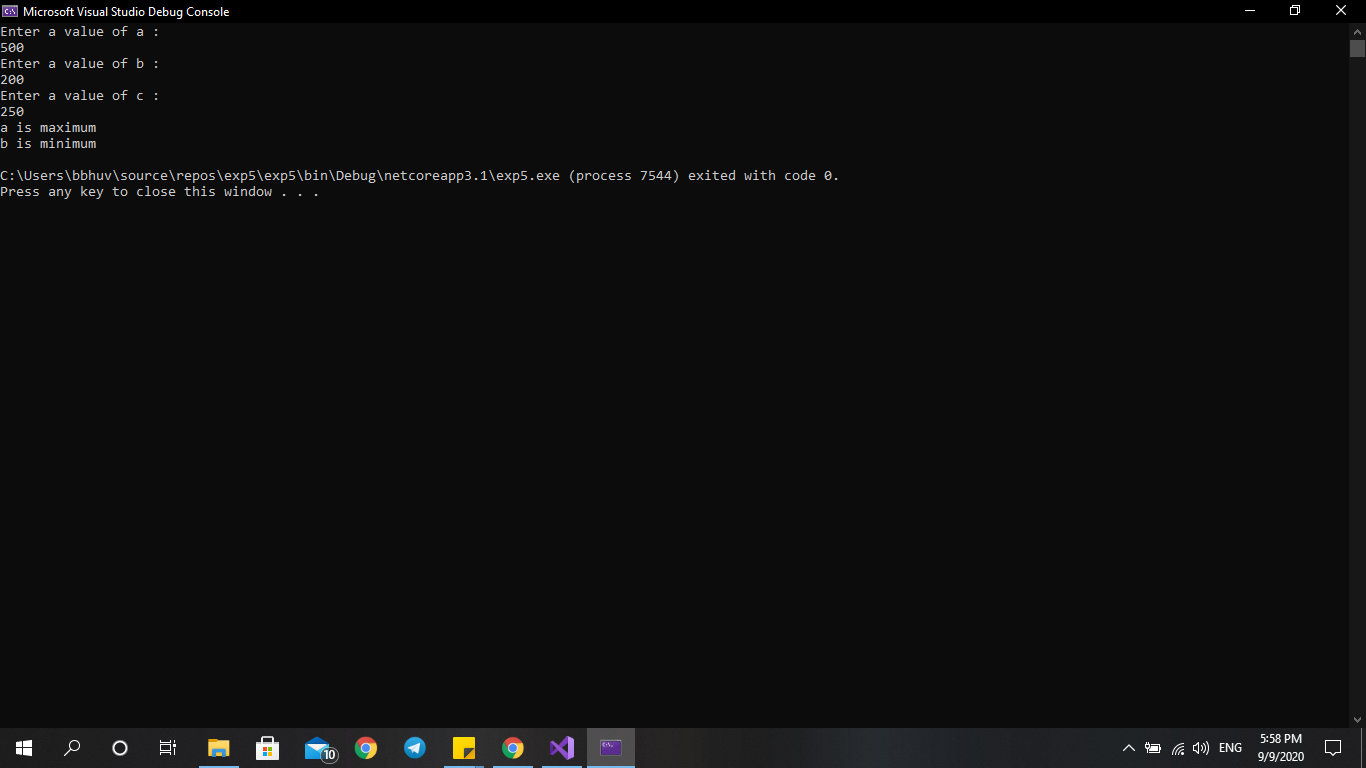 Microsoft Visual Studio Debug Console
Enter a value of a :
500
Enter a value of b :
200
Enter a value of c :
250
a is maximum
b is minimum
C:\Users\bbhuv\source\repos\exp5\exp5\bin\Debug\netcoreapp3.1\exp5.exe (process 7544) exited with code 0.
Press any key to close this window . . .
10
ENG
5:58 PM
9/9/2020